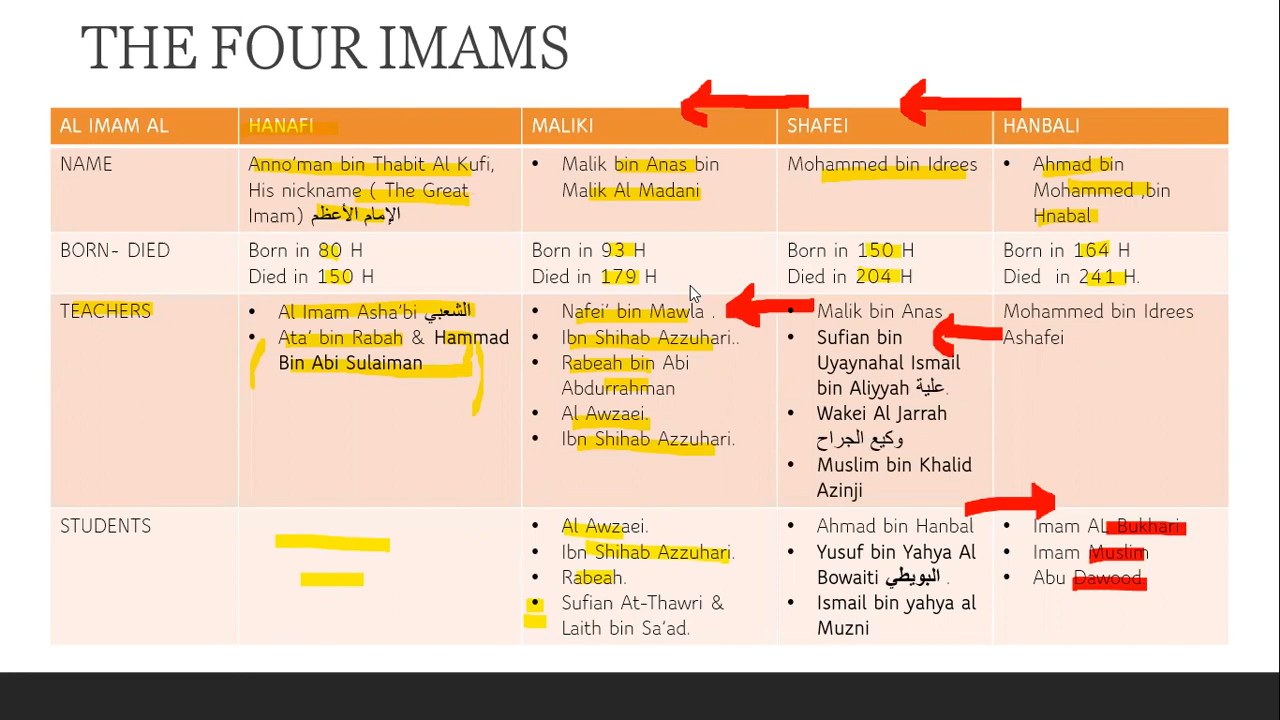 THE FOUR IMAMS
AL IMAM AL
HANAFI
MALIKI
SHAFEI
HANBALI
NAME
Anno'man bin Thabit Al Kufi,
His nickname ( The Great
Imam) الإمام الأعظم
• Malik bin Anas bin
Malik Al Madani
Mohammed bin Idrees
• Ahmad bin
Mohammed ,bin
Hnabal
BORN- DIED
Born in 80 H
Died in 150 H
Born in 93 H
Died in 179 H
Born in 150 H
Died in 204 H
Born in 164 H
Died in 241 H.
TEACHERS
• Al Imam Asha'bi الشعبي
• Ata' bin Rabah & Hammad
Bin Abi Sulaiman
• Nafei' bin Mawla .
• Ibn Shihab Azzuhari..
• Rabeah bin Abi
Abdurrahman
• Al Awzaei.
• Ibn Shihab Azzuhari.
• Malik bin Anas
• Sufian bin
Uyaynahal Ismail
bin Aliyyah علية.
• Wakei Al Jarrah
وكيع الجراح
• Muslim bin Khalid
Azinji
Mohammed bin Idrees
Ashafei
STUDENTS
• Al Awzaei.
• Ibn Shihab Azzuhari.
• Rabeah.
• Sufian At-Thawri &
Laith bin Sa'ad.
• Ahmad bin Hanbal
• Yusuf bin Yahya Al
Bowaiti البويطي .
• Ismail bin yahya al
Muzni
• Imam AL Bukhari
• Imam Muslim
• Abu Dawood